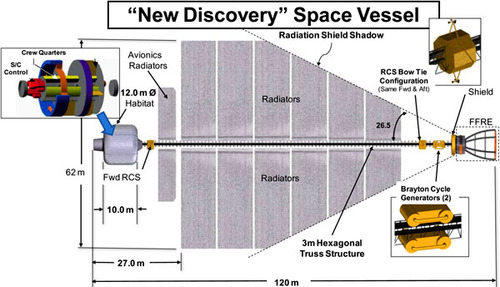 "New Discovery" Space Vessel
Crew Quarters
S/C
Control
Avionics
Radiators
12.0 m Ø
Habitat
Radiation Shield Shadow
RCS Bow Tie
Configuration
(Same Fwd & Aft)
Shield
FFRE
26.5
Radiators
Radiators
62 m
Fwd RCS
10.0 m
27.0 m
3m Hexagonal
Truss Structure
Brayton Cycle
Generators (2)
120 m